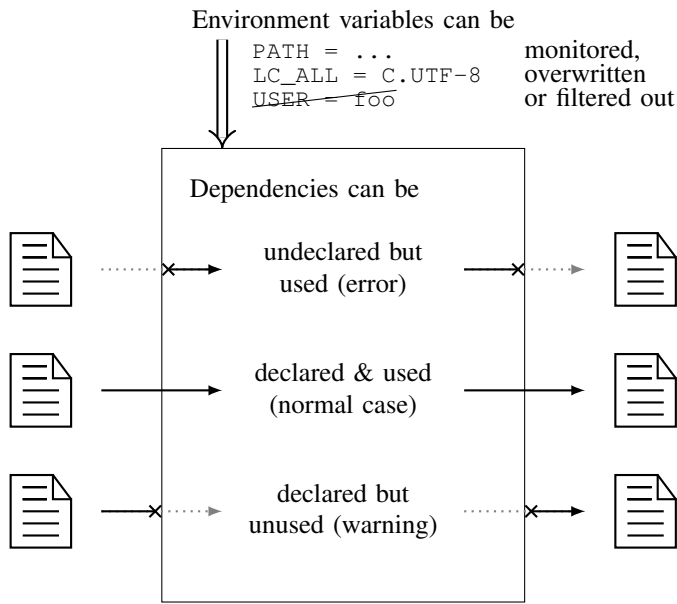 Environment variables can be
PATH = ... monitored,
LC_ALL = C.UTF-8 overwritten
USER = foo or filtered out
Dependencies can be
undeclared but
used (error)
declared & used
(normal case)
declared but
unused (warning)